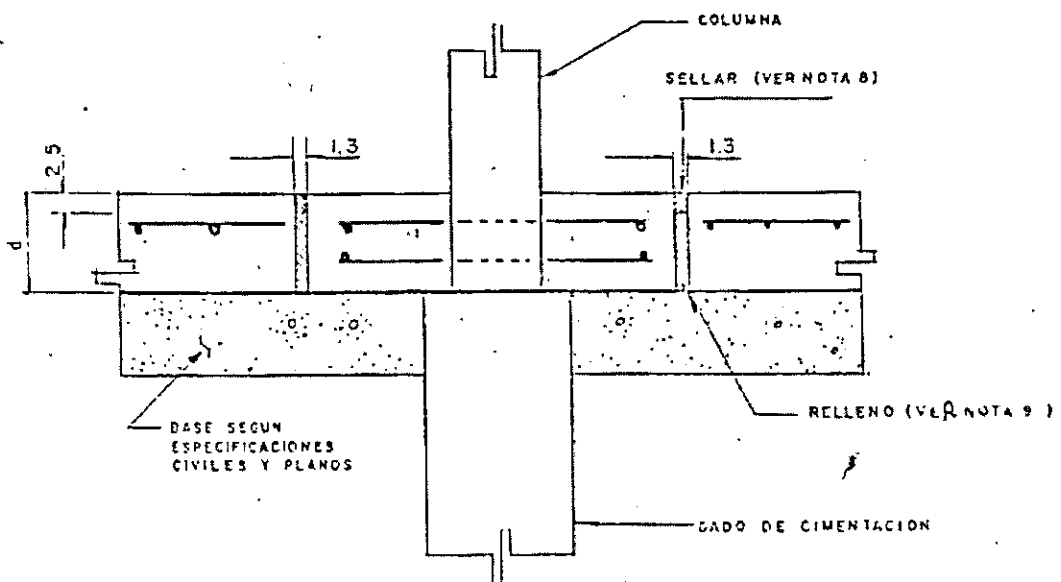 COLUMNA
SELLAR (VER NOTA 8)
1.3
1.3
2.5
d
RELLENO (VER NOTA 9 )
BASE SEGUN
ESPECIFICACIONES
CIVILES Y PLANOS
DADO DE CIMENTACION